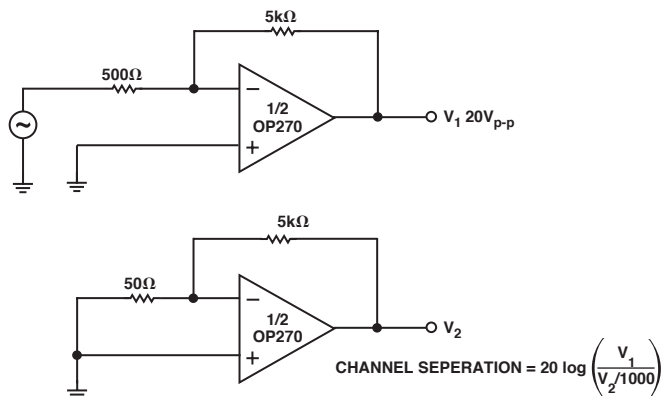 5kΩ
500Ω
−
1/2
OP270
+
~
V1 20Vp-p
5kΩ
50Ω
−
1/2
OP270
+
V2
CHANNEL SEPERATION = 20 log (V1 / V2/1000)